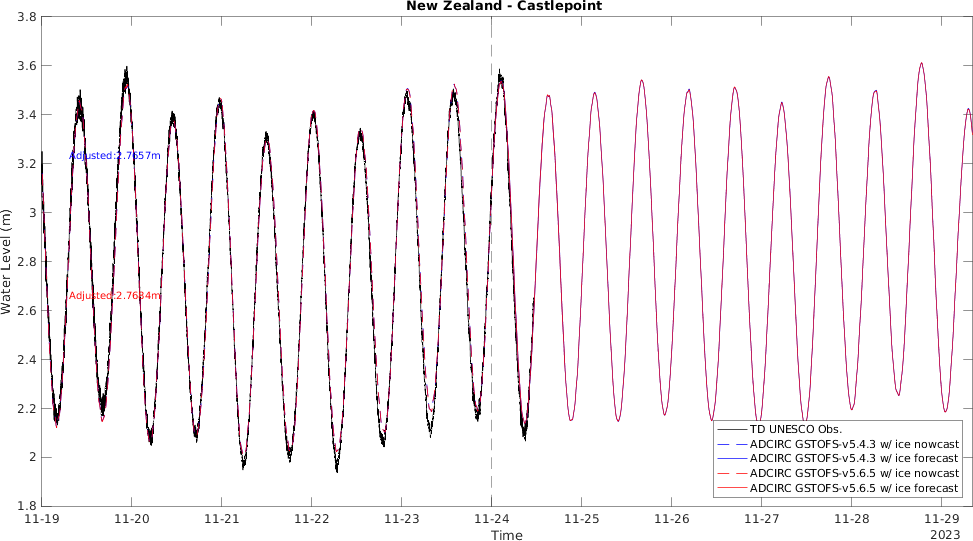 New Zealand - Castlepoint
3.8
3.6
3.4
3.2
3
2.8
2.6
2.4
2.2
2
1.8
Water Level (m)
Adjusted:2.7657m
Adjusted:2.7634m
TD UNESCO Obs.
ADCIRC GSTOFS-v5.4.3 w/ ice nowcast
ADCIRC GSTOFS-v5.4.3 w/ ice forecast
ADCIRC GSTOFS-v5.6.5 w/ ice nowcast
ADCIRC GSTOFS-v5.6.5 w/ ice forecast
11-19 11-20 11-21 11-22 11-23 11-24 11-25 11-26 11-27 11-28 11-29
Time
2023